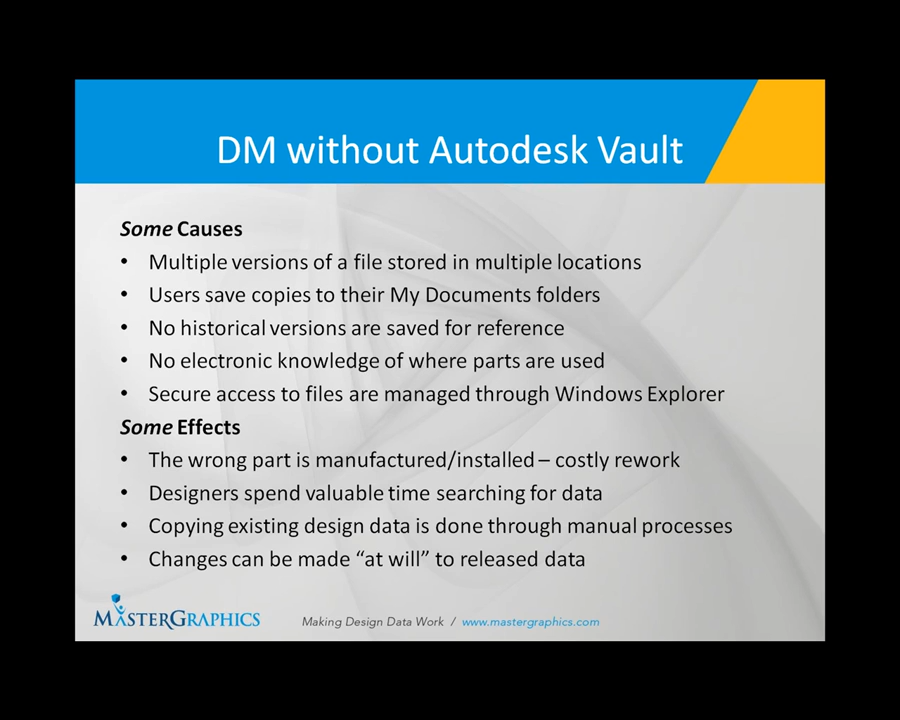 DM without Autodesk Vault
Some Causes
• Multiple versions of a file stored in multiple locations
• Users save copies to their My Documents folders
• No historical versions are saved for reference
• No electronic knowledge of where parts are used
• Secure access to files are managed through Windows Explorer
Some Effects
• The wrong part is manufactured/installed – costly rework
• Designers spend valuable time searching for data
• Copying existing design data is done through manual processes
• Changes can be made “at will” to released data
MASTERGRAPHICS
Making Design Data Work / www.mastergraphics.com